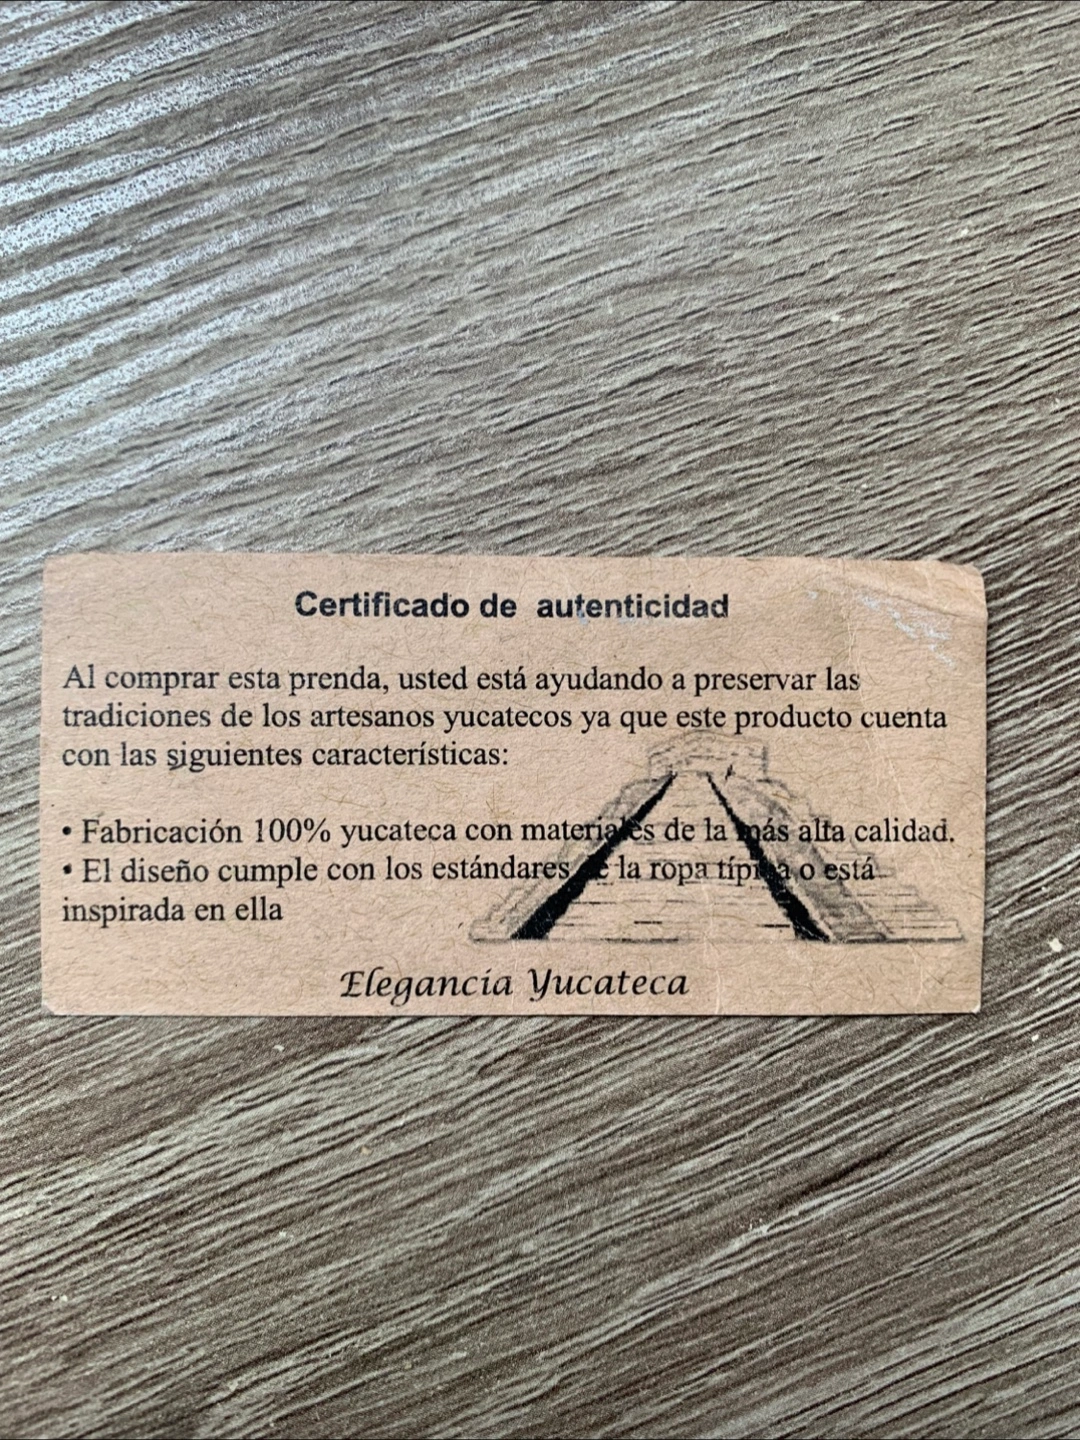 Certificado de autenticidad
Al comprar esta prenda, usted está ayudando a preservar las
tradiciones de los artesanos yucatecos ya que este producto cuenta
con las siguientes características:
• Fabricación 100% yucateca con materiales de la más alta calidad.
• El diseño cumple con los estándares de la ropa típica o está
inspirada en ella
Elegancia Yucateca